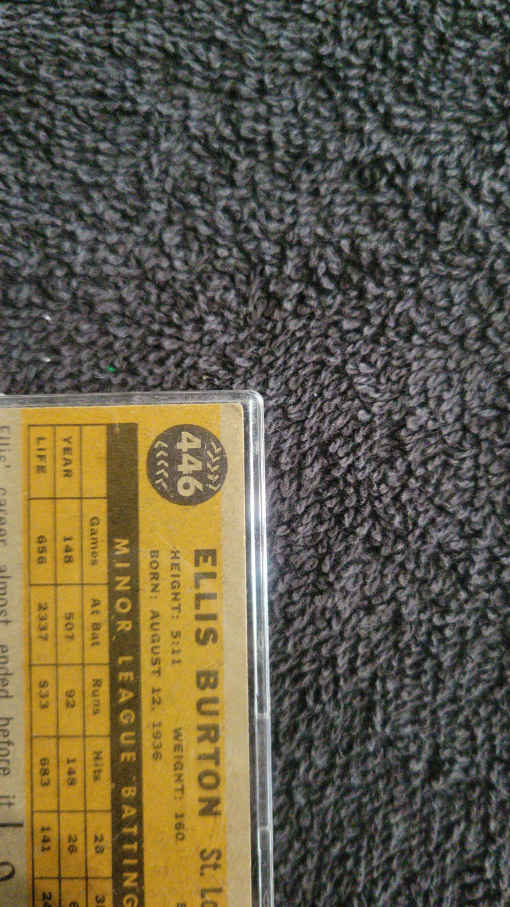 446
ELLIS BURTON St.
HEIGHT: 5:11 WEIGHT: 160
BORN: AUGUST 12, 1936
MINOR LEAGUE BATTING
Games At Bat Runs Hits 2B
YEAR 148 507 92 148 26
LIFE 656 2337 533 683 141
Ellis' career almost ended before it